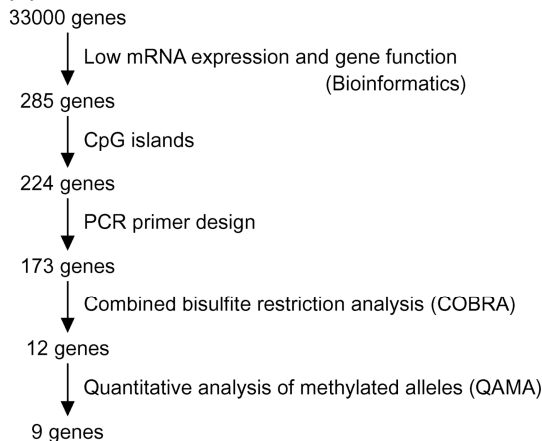 33000 genes
Low mRNA expression and gene function
(Bioinformatics)
285 genes
CpG islands
224 genes
PCR primer design
173 genes
Combined bisulfite restriction analysis (COBRA)
12 genes
Quantitative analysis of methylated alleles (QAMA)
9 genes